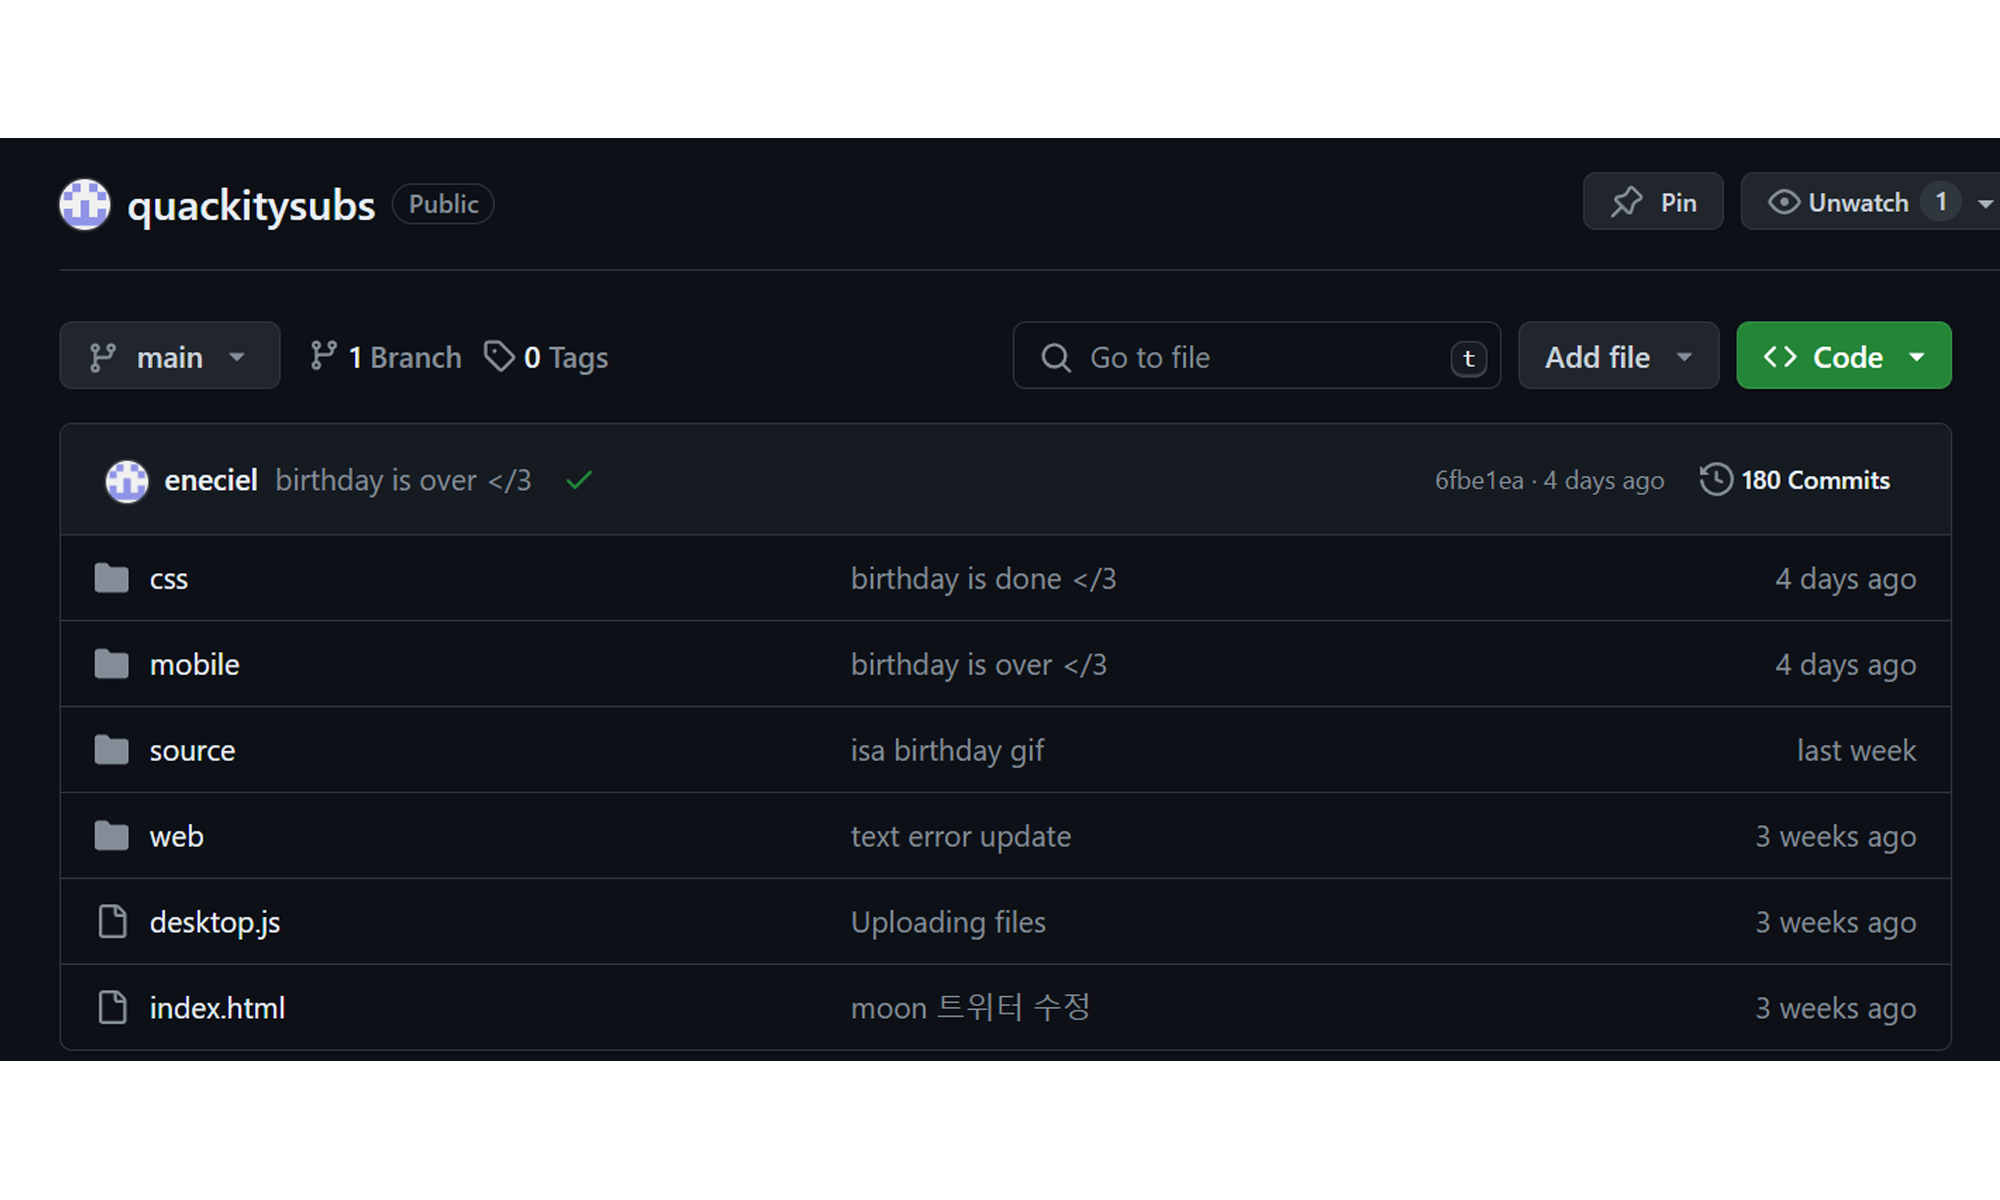 quackitysubs Public Pin Unwatch 1
main 1 Branch 0 Tags Go to file t Add file Code
eneciel birthday is over </3 6fbe1ea · 4 days ago 180 Commits
css birthday is done </3 4 days ago
mobile birthday is over </3 4 days ago
source isa birthday gif last week
web text error update 3 weeks ago
desktop.js Uploading files 3 weeks ago
index.html moon 트위터 수정 3 weeks ago